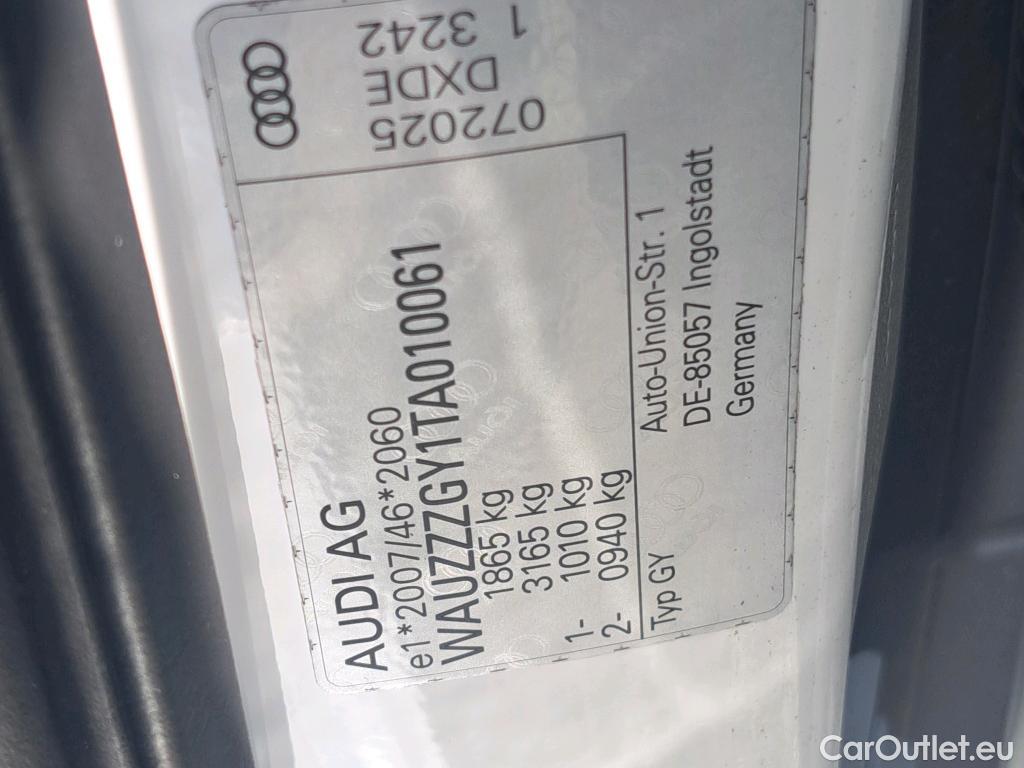 AUDI AG
e1*2007/46*2060
WAUZZZGY1TA010061
1865 kg
3165 kg
1- 1010 kg
2- 0940 kg
Typ GY
Auto-Union-Str. 1
DE-85057 Ingolstadt
Germany
072025
DXDE
1 3242
CarOutlet.eu